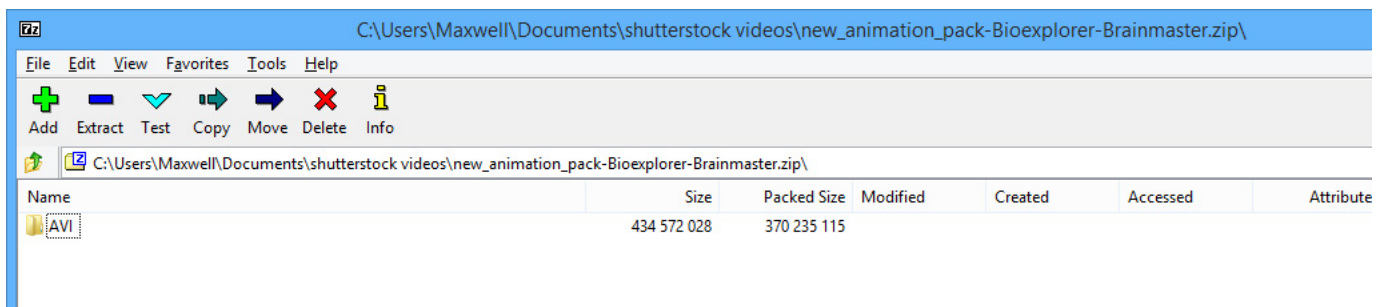 7z C:\Users\Maxwell\Documents\shutterstock videos\new_animation_pack-Bioexplorer-Brainmaster.zip\
File Edit View Favorites Tools Help
Add Extract Test Copy Move Delete Info
C:\Users\Maxwell\Documents\shutterstock videos\new_animation_pack-Bioexplorer-Brainmaster.zip\
Name Size Packed Size Modified Created Accessed Attribute
AVI 434 572 028 370 235 115